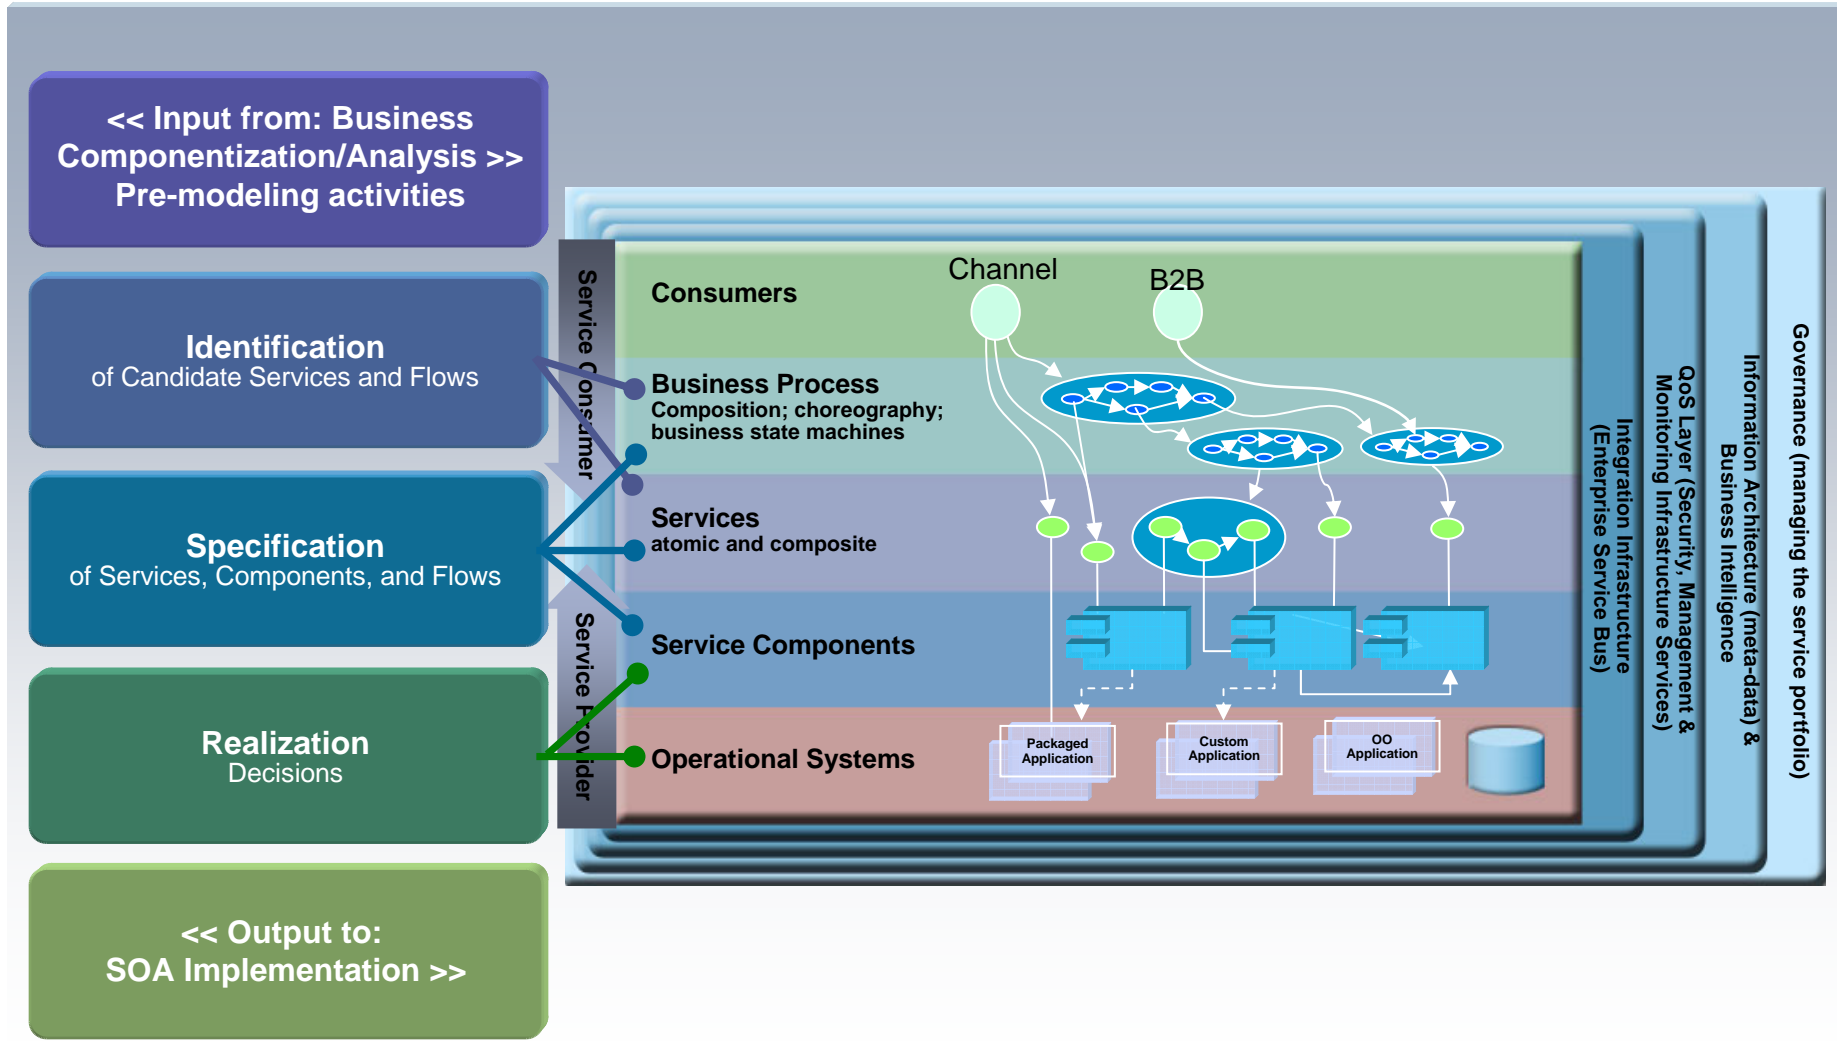 << Input from: Business
Componentization/Analysis >>
Pre-modeling activities
Identification
of Candidate Services and Flows
Specification
of Services, Components, and Flows
Realization
Decisions
<< Output to:
SOA Implementation >>
Service Consumer
Service Provider
Consumers
Channel
B2B
Business Process
Composition; choreography;
business state machines
Services
atomic and composite
Service Components
Operational Systems
Packaged
Application
Custom
Application
OO
Application
Integration Infrastructure
(Enterprise Service Bus)
QoS Layer (Security, Management &
Monitoring Infrastructure Services)
Information Architecture (meta-data) &
Business Intelligence
Governance (managing the service portfolio)